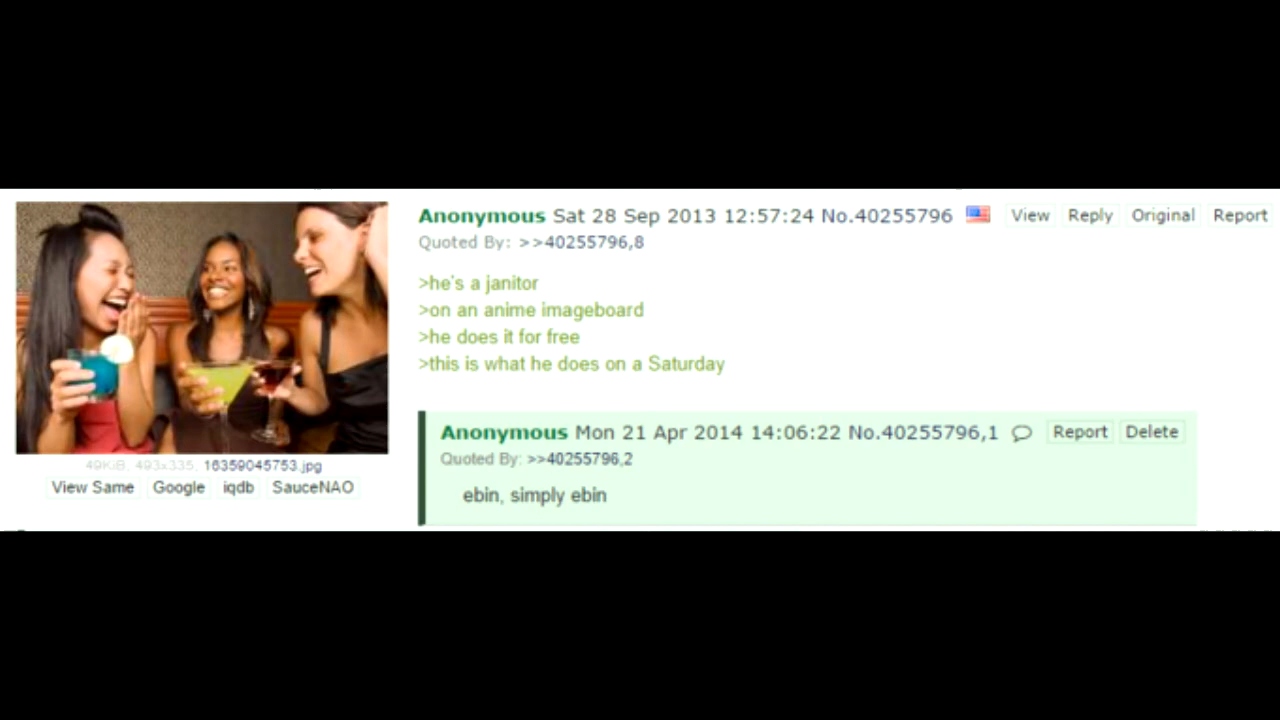 Anonymous Sat 28 Sep 2013 12:57:24 No.40255796 View Reply Original Report
Quoted By: >>40255796,8
>he's a janitor
>on an anime imageboard
>he does it for free
>this is what he does on a Saturday
49KiB, 493x335, 16359045753.jpg
View Same Google iqdb SauceNAO
Anonymous Mon 21 Apr 2014 14:06:22 No.40255796,1 Report Delete
Quoted By: >>40255796,2
ebin, simply ebin